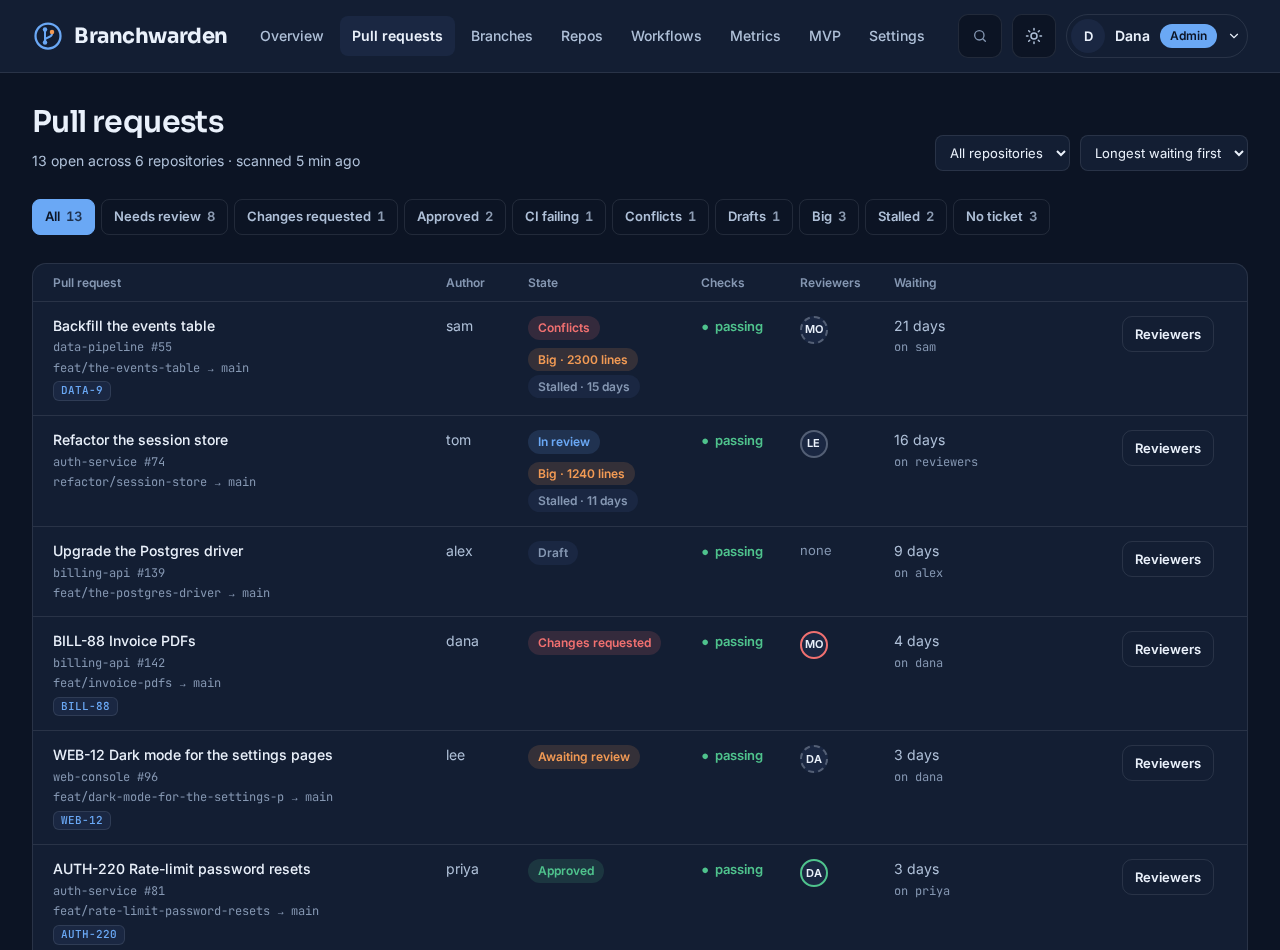 Branchwarden Overview Pull requests Branches Repos Workflows Metrics MVP Settings D Dana Admin
Pull requests
13 open across 6 repositories · scanned 5 min ago
All repositories Longest waiting first
All 13 Needs review 8 Changes requested 1 Approved 2 CI failing 1 Conflicts 1 Drafts 1 Big 3 Stalled 2 No ticket 3
Pull request Author State Checks Reviewers Waiting
Backfill the events table sam Conflicts ● passing MO 21 days Reviewers
data-pipeline #55 on sam
Big · 2300 lines
feat/the-events-table → main
DATA-9 Stalled · 15 days
Refactor the session store tom In review ● passing LE 16 days Reviewers
auth-service #74 on reviewers
Big · 1240 lines
refactor/session-store → main
Stalled · 11 days
Upgrade the Postgres driver alex Draft ● passing none 9 days Reviewers
billing-api #139 on alex
feat/the-postgres-driver → main
BILL-88 Invoice PDFs dana Changes requested ● passing MO 4 days Reviewers
billing-api #142 on dana
feat/invoice-pdfs → main
BILL-88
WEB-12 Dark mode for the settings pages lee Awaiting review ● passing DA 3 days Reviewers
web-console #96 on dana
feat/dark-mode-for-the-settings-p → main
WEB-12
AUTH-220 Rate-limit password resets priya Approved ● passing DA 3 days Reviewers
auth-service #81 on priya
feat/rate-limit-password-resets → main
AUTH-220